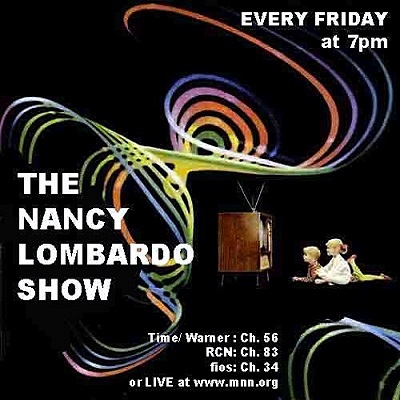 EVERY FRIDAY
at 7pm
THE
NANCY
LOMBARDO
SHOW
Time/ Warner : Ch. 56
RCN: Ch. 83
fios: Ch. 34
or LIVE at www.mnn.org